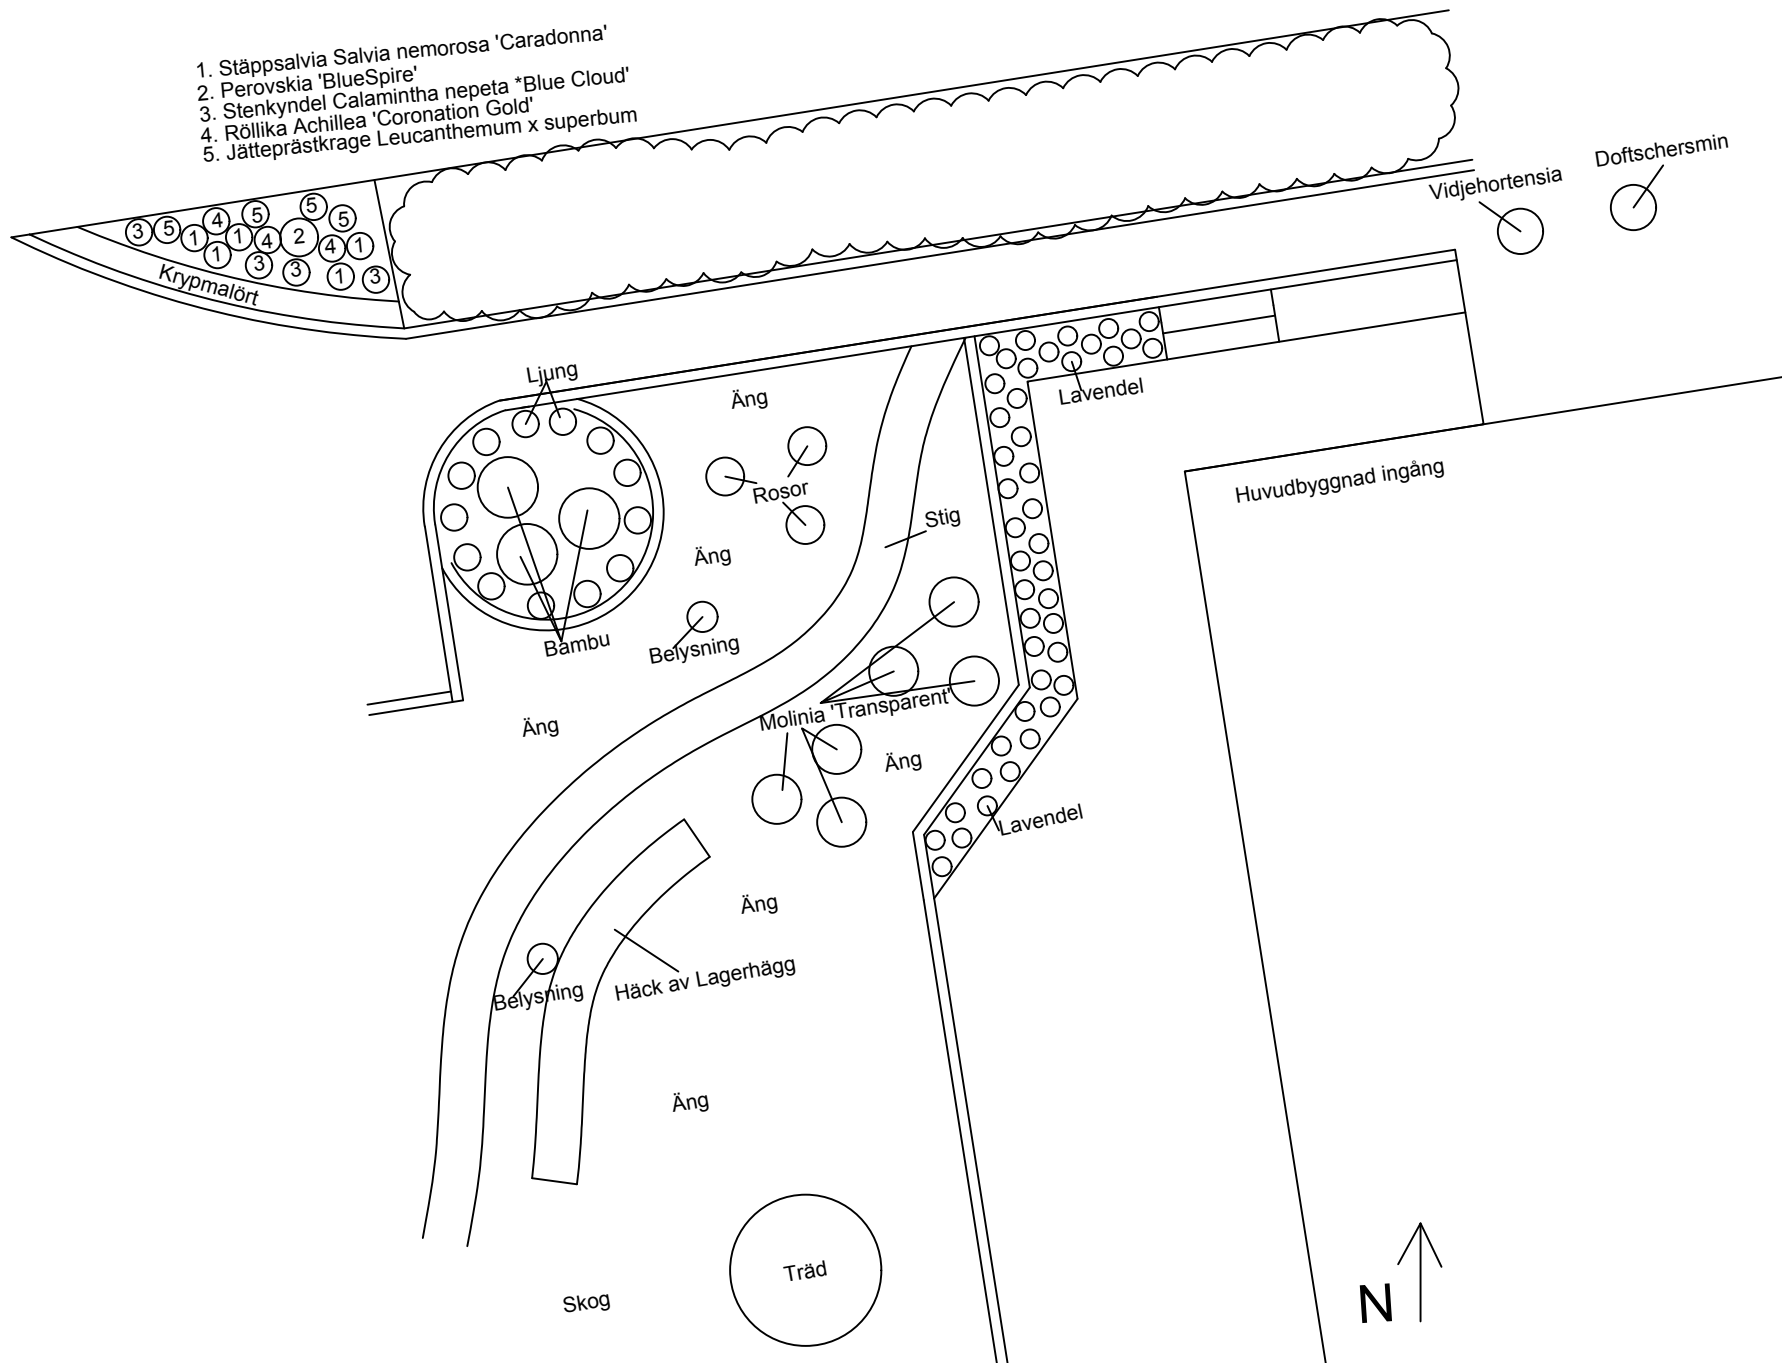 1. Stäppsalvia Salvia nemorosa 'Caradonna'
2. Perovskia 'BlueSpire'
3. Stenkyndel Calamintha nepeta *Blue Cloud'
4. Röllika Achillea 'Coronation Gold'
5. Jätteprästkrage Leucanthemum x superbum
Doftschersmin
Vidjehortensia
3 5 1 4 1 1 5 4 3 2 3 5 5 4 1 1 3
Krypmalört
Ljung
Äng
Lavendel
Huvudbyggnad ingång
Rosor
Stig
Äng
Bambu
Belysning
Äng
Molinia 'Transparent'
Äng
Lavendel
Äng
Häck av Lagerhägg
Belysning
Äng
Träd
Skog
N